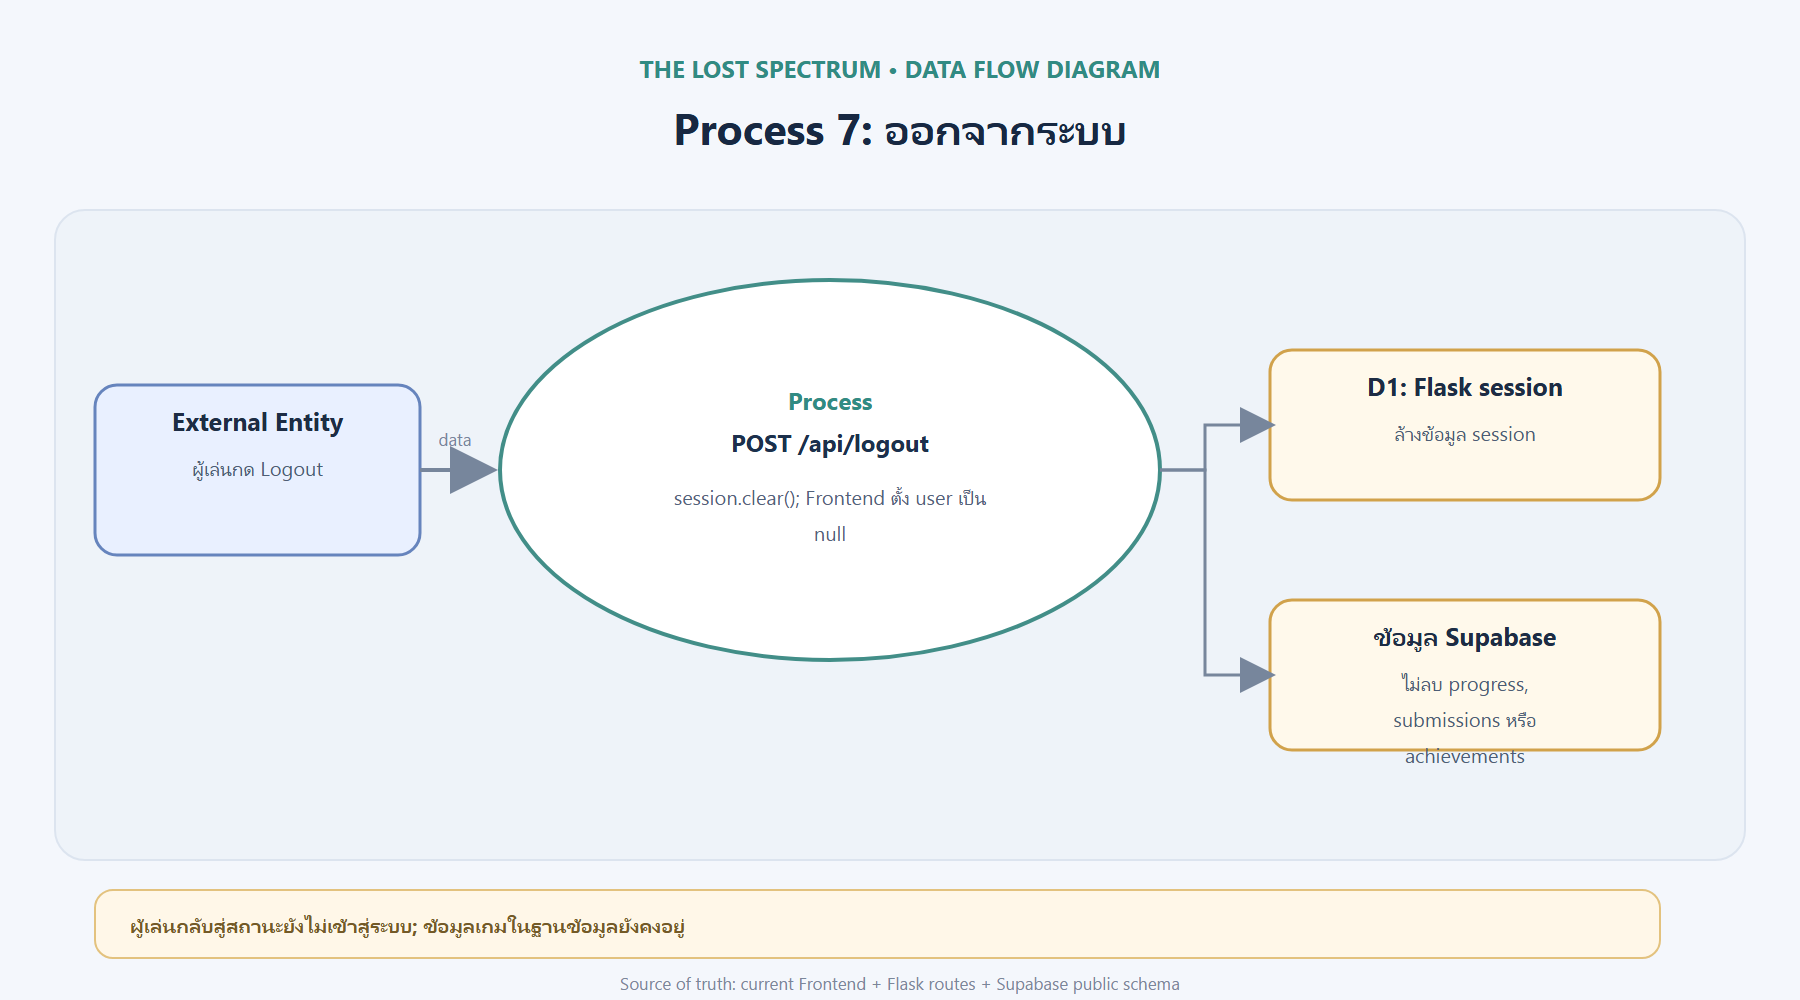 THE LOST SPECTRUM • DATA FLOW DIAGRAM
Process 7: ออกจากระบบ
External Entity
ผู้เล่นกด Logout
data
Process
POST /api/logout
session.clear(); Frontend ตั้ง user เป็น
null
D1: Flask session
ล้างข้อมูล session
ข้อมูล Supabase
ไม่ลบ progress,
submissions หรือ
achievements
ผู้เล่นกลับสู่สถานะยังไม่เข้าสู่ระบบ; ข้อมูลเกมในฐานข้อมูลยังคงอยู่
Source of truth: current Frontend + Flask routes + Supabase public schema